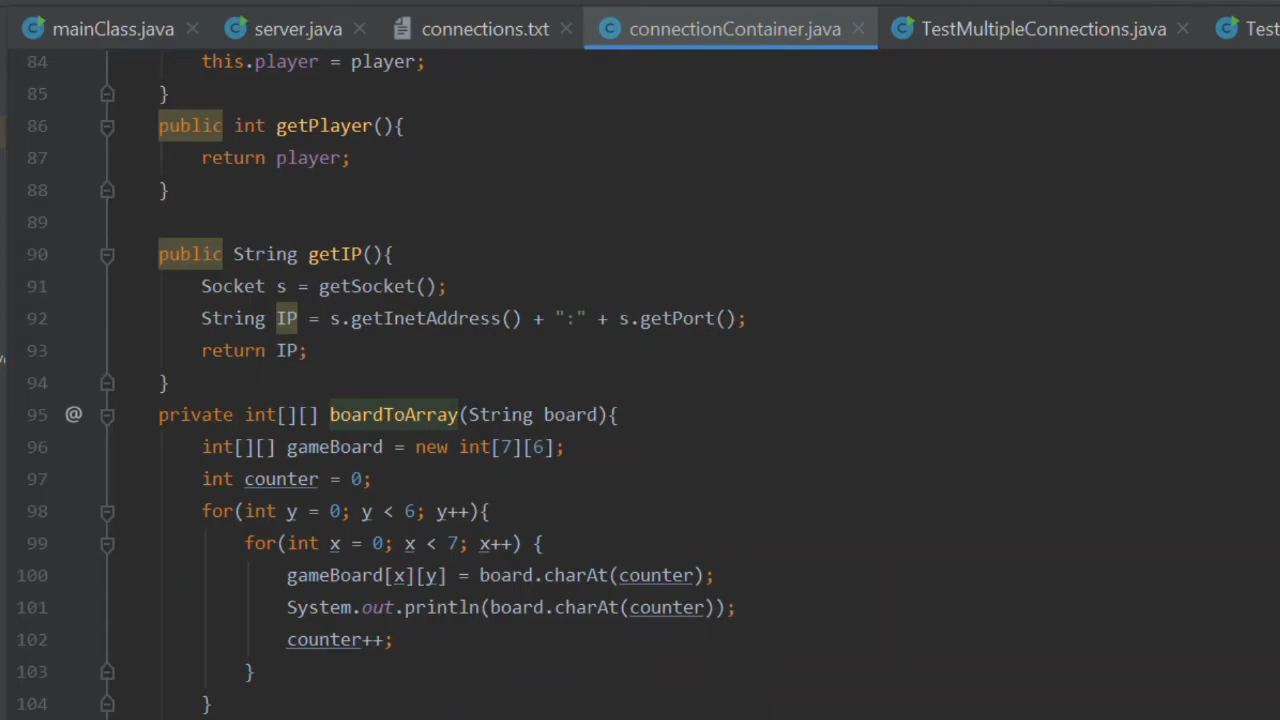 mainClass.java server.java connections.txt connectionContainer.java TestMultipleConnections.java Test
84 this.player = player;
85 }
86 public int getPlayer(){
87 return player;
88 }
89
90 public String getIP(){
91 Socket s = getSocket();
92 String IP = s.getInetAddress() + ":" + s.getPort();
93 return IP;
94 }
95 @ private int[][] boardToArray(String board){
96 int[][] gameBoard = new int[7][6];
97 int counter = 0;
98 for(int y = 0; y < 6; y++){
99 for(int x = 0; x < 7; x++) {
100 gameBoard[x][y] = board.charAt(counter);
101 System.out.println(board.charAt(counter));
102 counter++;
103 }
104 }